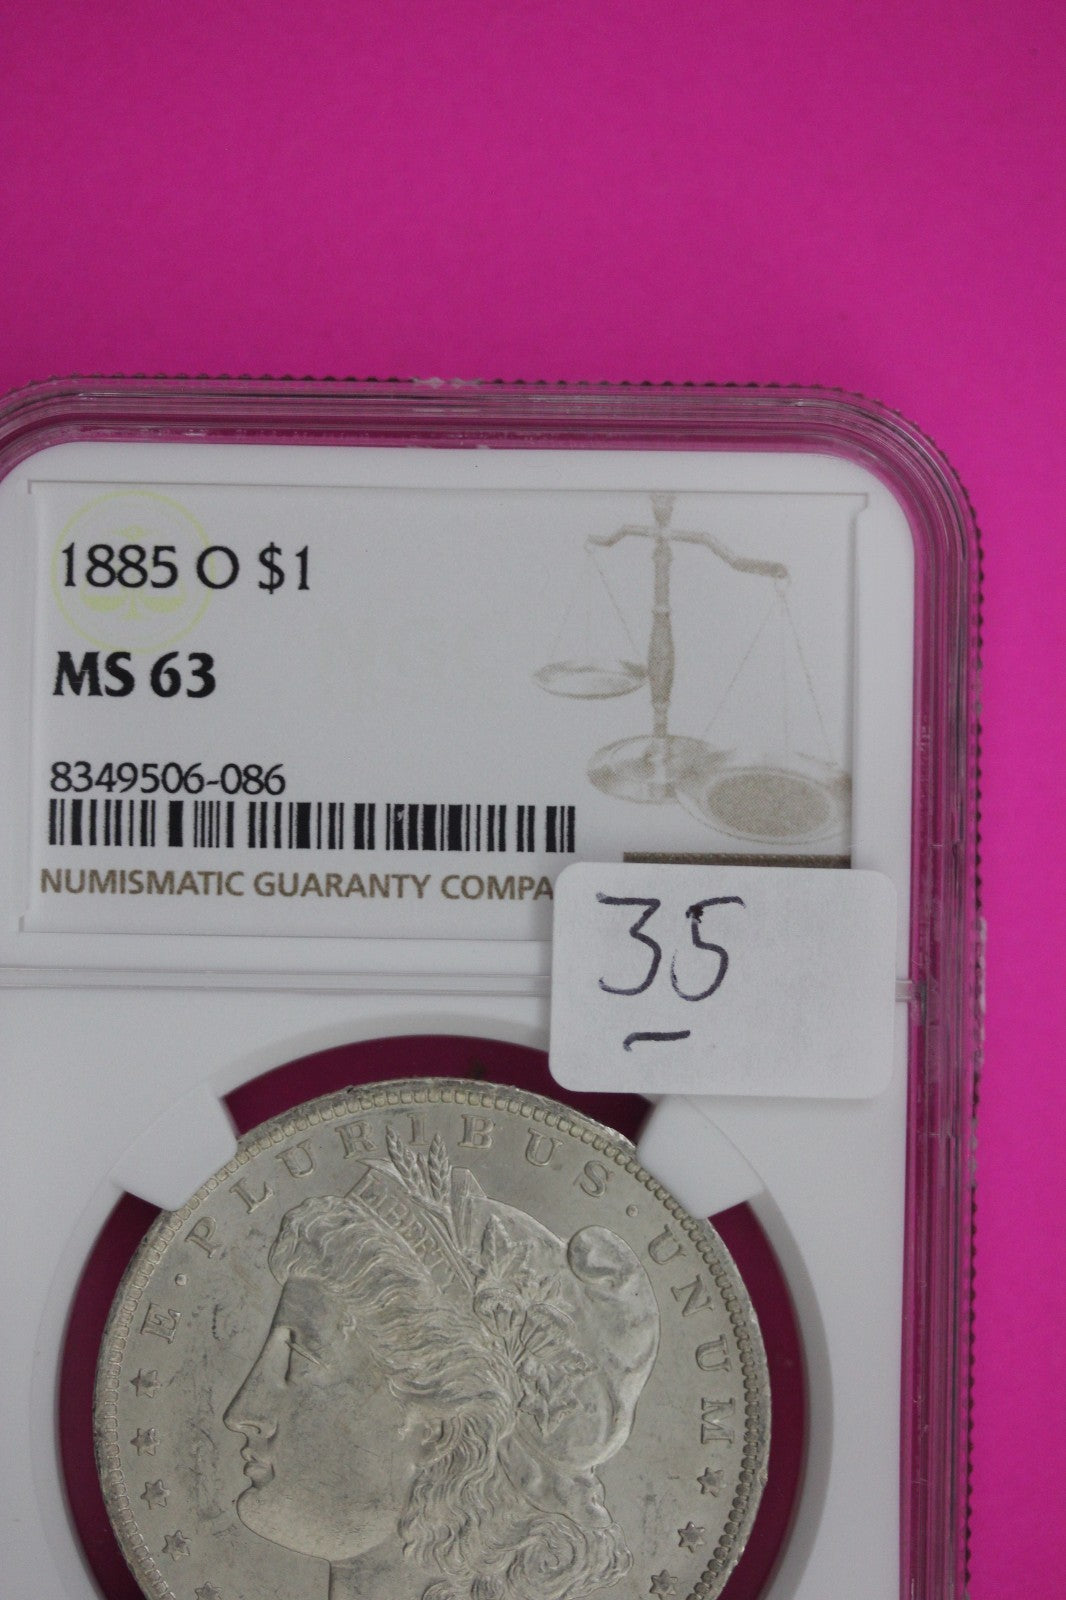 1885 O $1
MS 63
8349506-086
NUMISMATIC GUARANTY COMPA
35
E · PLURIBUS · UNUM
LIBERTY